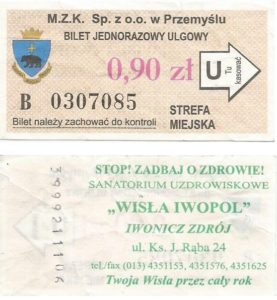 M.Z.K. Sp. z o.o. w Przemyślu
BILET JEDNORAZOWY ULGOWY
0,90 zł
U
Tu kasować
B 0307085
STREFA
MIEJSKA
Bilet należy zachować do kontroli
STOP! ZADBAJ O ZDROWIE!
SANATORIUM UZDROWISKOWE
„WISŁA IWOPOL”
IWONICZ ZDRÓJ
ul. Ks. J. Rąba 24
tel./fax (013) 4351153, 4351576, 4351625
Twoja Wisła przez cały rok
3999211106